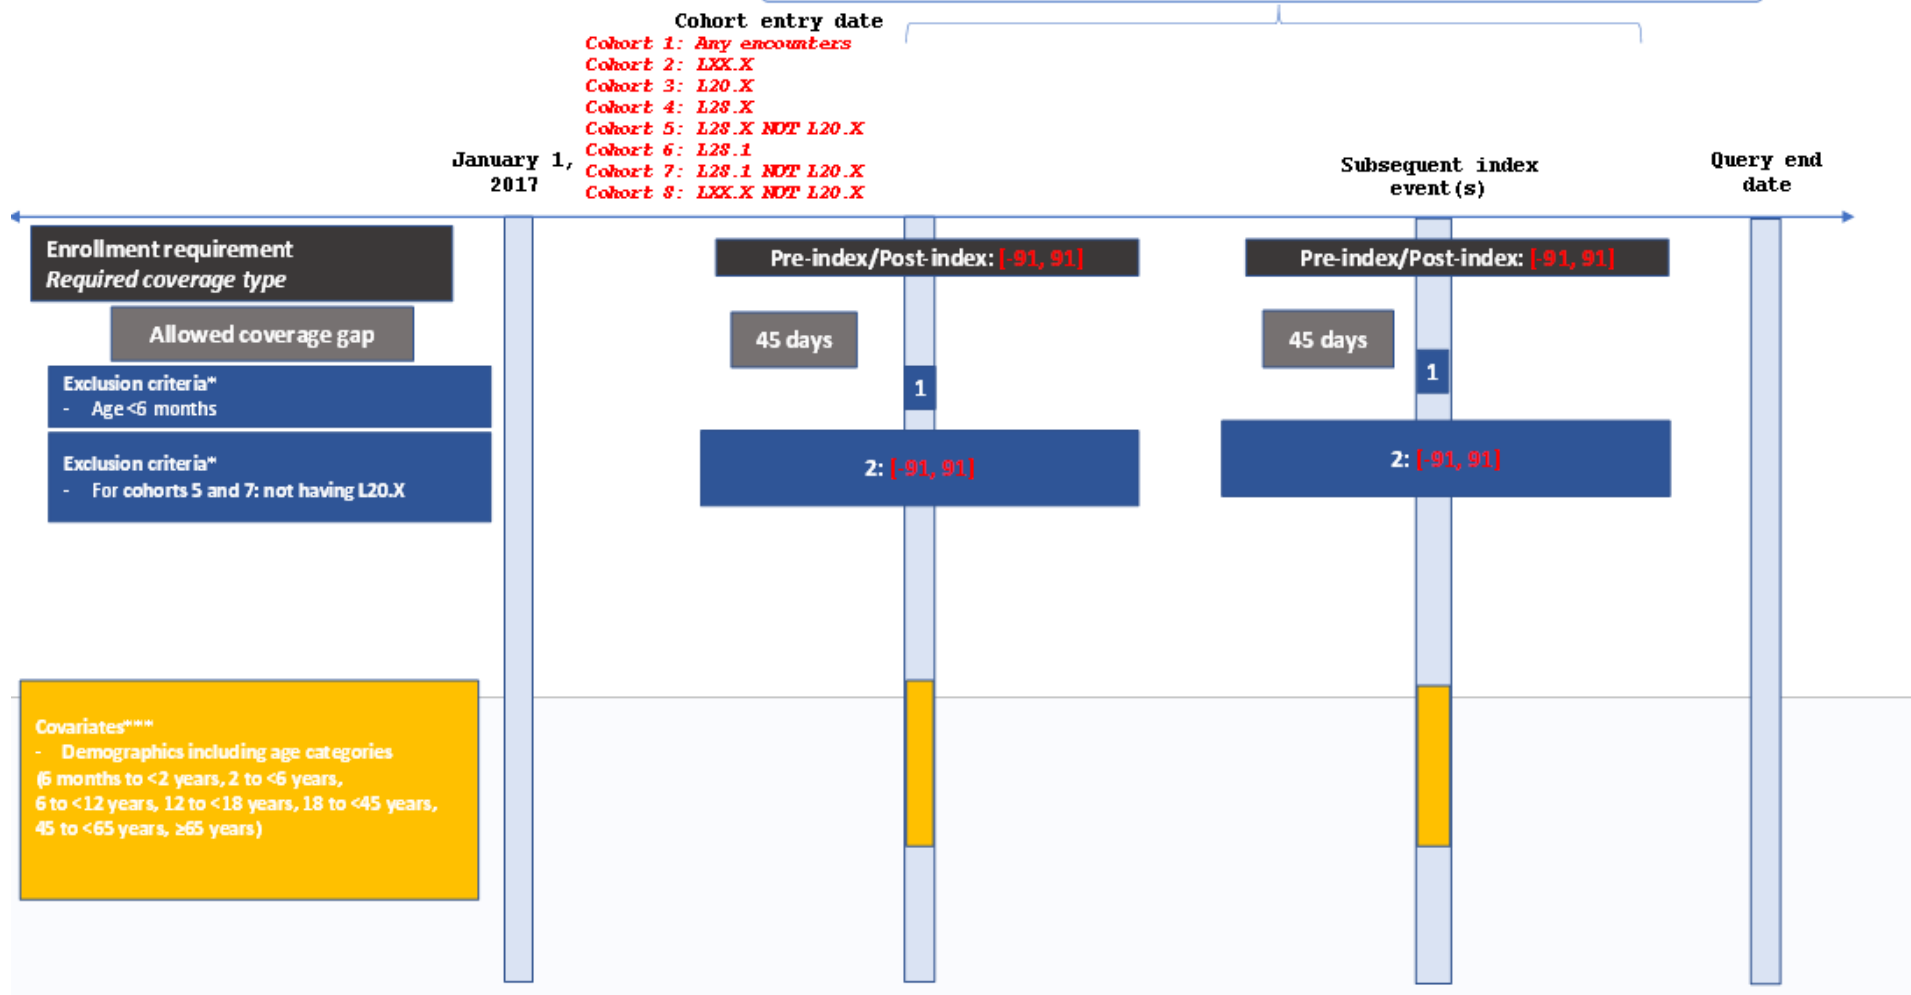 Cohort entry date
Cohort 1: Any encounters
Cohort 2: LXX.X
Cohort 3: L20.X
Cohort 4: L28.X
Cohort 5: L28.X NOT L20.X
Cohort 6: L28.1
Cohort 7: L28.1 NOT L20.X
Cohort 8: LXX.X NOT L20.X
January 1,
2017
Subsequent index
event(s)
Query end
date
Enrollment requirement
Required coverage type
Pre-index/Post-index: [-91, 91]
Pre-index/Post-index: [-91, 91]
Allowed coverage gap
45 days
45 days
Exclusion criteria*
- Age <6 months
1
1
Exclusion criteria*
- For cohorts 5 and 7: not having L20.X
2: [-91, 91]
2: [-91, 91]
Covariates***
- Demographics including age categories
(6 months to <2 years, 2 to <6 years,
6 to <12 years, 12 to <18 years, 18 to <45 years,
45 to <65 years, ≥65 years)